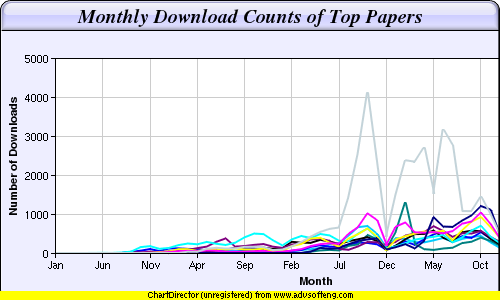 Monthly Download Counts of Top Papers
5000
4000
3000
2000
1000
0
Number of Downloads
Jan Jun Nov Apr Sep Feb Jul Dec May Oct
Month
ChartDirector (unregistered) from www.advsofteng.com